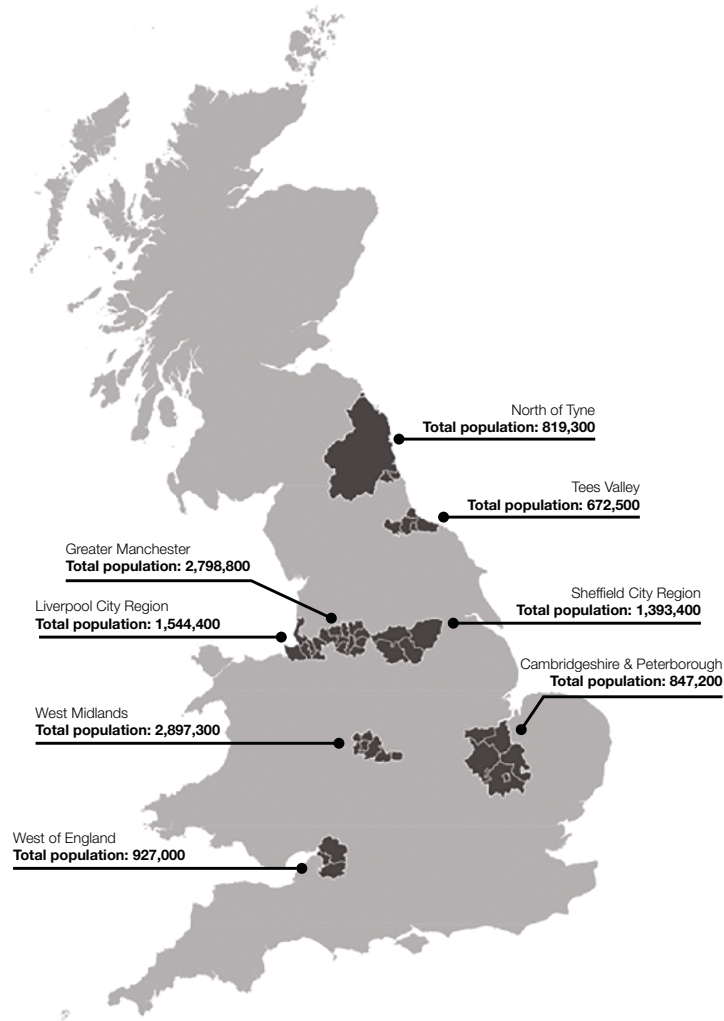 North of Tyne
Total population: 819,300
Tees Valley
Total population: 672,500
Greater Manchester
Total population: 2,798,800
Sheffield City Region
Total population: 1,393,400
Liverpool City Region
Total population: 1,544,400
Cambridgeshire & Peterborough
Total population: 847,200
West Midlands
Total population: 2,897,300
West of England
Total population: 927,000